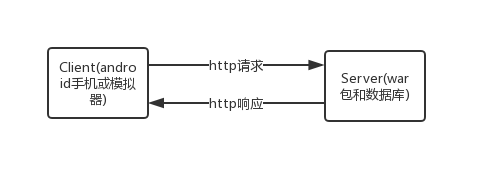 Client(andro
id手机或模拟
器)
http请求
http响应
Server(war
包和数据库)